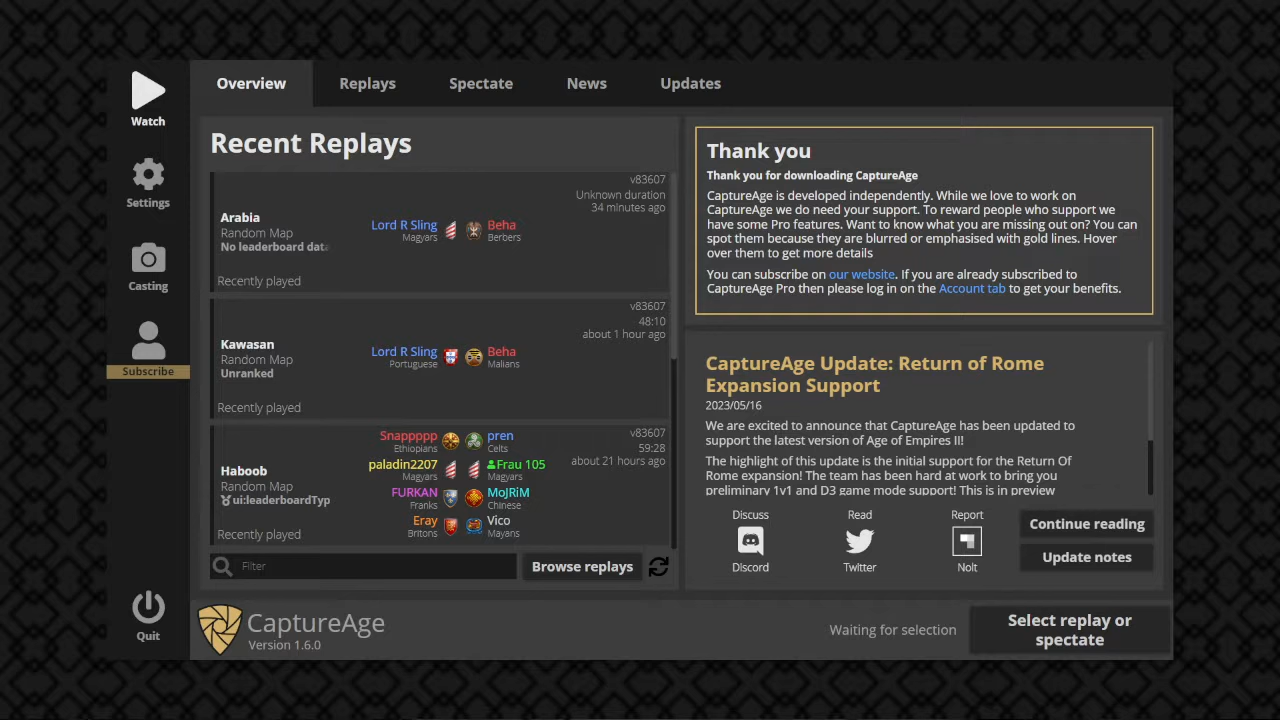 Watch
Settings
Casting
Subscribe
Quit
Overview
Replays
Spectate
News
Updates
Recent Replays
v83607
Unknown duration
34 minutes ago
Arabia
Random Map
No leaderboard data
Lord R Sling
Magyars
Beha
Berbers
Recently played
v83607
48:10
about 1 hour ago
Kawasan
Random Map
Unranked
Lord R Sling
Portuguese
Beha
Malians
Recently played
v83607
59:28
about 21 hours ago
Haboob
Random Map
ui:leaderboardTyp
Snappppp
Ethiopians
pren
Celts
paladin2207
Magyars
Frau 105
Magyars
FURKAN
Franks
MoJRiM
Chinese
Eray
Britons
Vico
Mayans
Recently played
Filter
Browse replays
Thank you
Thank you for downloading CaptureAge
CaptureAge is developed independently. While we love to work on
CaptureAge we do need your support. To reward people who support we
have some Pro features. Want to know what you are missing out on? You can
spot them because they are blurred or emphasised with gold lines. Hover
over them to get more details
You can subscribe on our website. If you are already subscribed to
CaptureAge Pro then please log in on the Account tab to get your benefits.
CaptureAge Update: Return of Rome
Expansion Support
2023/05/16
We are excited to announce that CaptureAge has been updated to
support the latest version of Age of Empires II!
The highlight of this update is the initial support for the Return Of
Rome expansion! The team has been hard at work to bring you
preliminary 1v1 and D3 game mode support! This is in preview
Discuss
Discord
Read
Twitter
Report
Nolt
Continue reading
Update notes
CaptureAge
Version 1.6.0
Waiting for selection
Select replay or
spectate